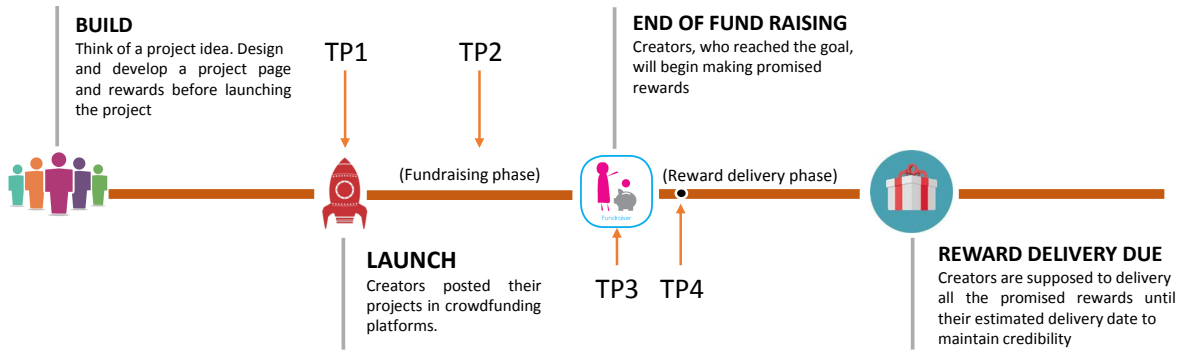 BUILD
Think of a project idea. Design
and develop a project page
and rewards before launching
the project
TP1
TP2
END OF FUND RAISING
Creators, who reached the goal,
will begin making promised
rewards
(Fundraising phase)
Fundraiser
(Reward delivery phase)
LAUNCH
Creators posted their
projects in crowdfunding
platforms.
TP3
TP4
REWARD DELIVERY DUE
Creators are supposed to delivery
all the promised rewards until
their estimated delivery date to
maintain credibility